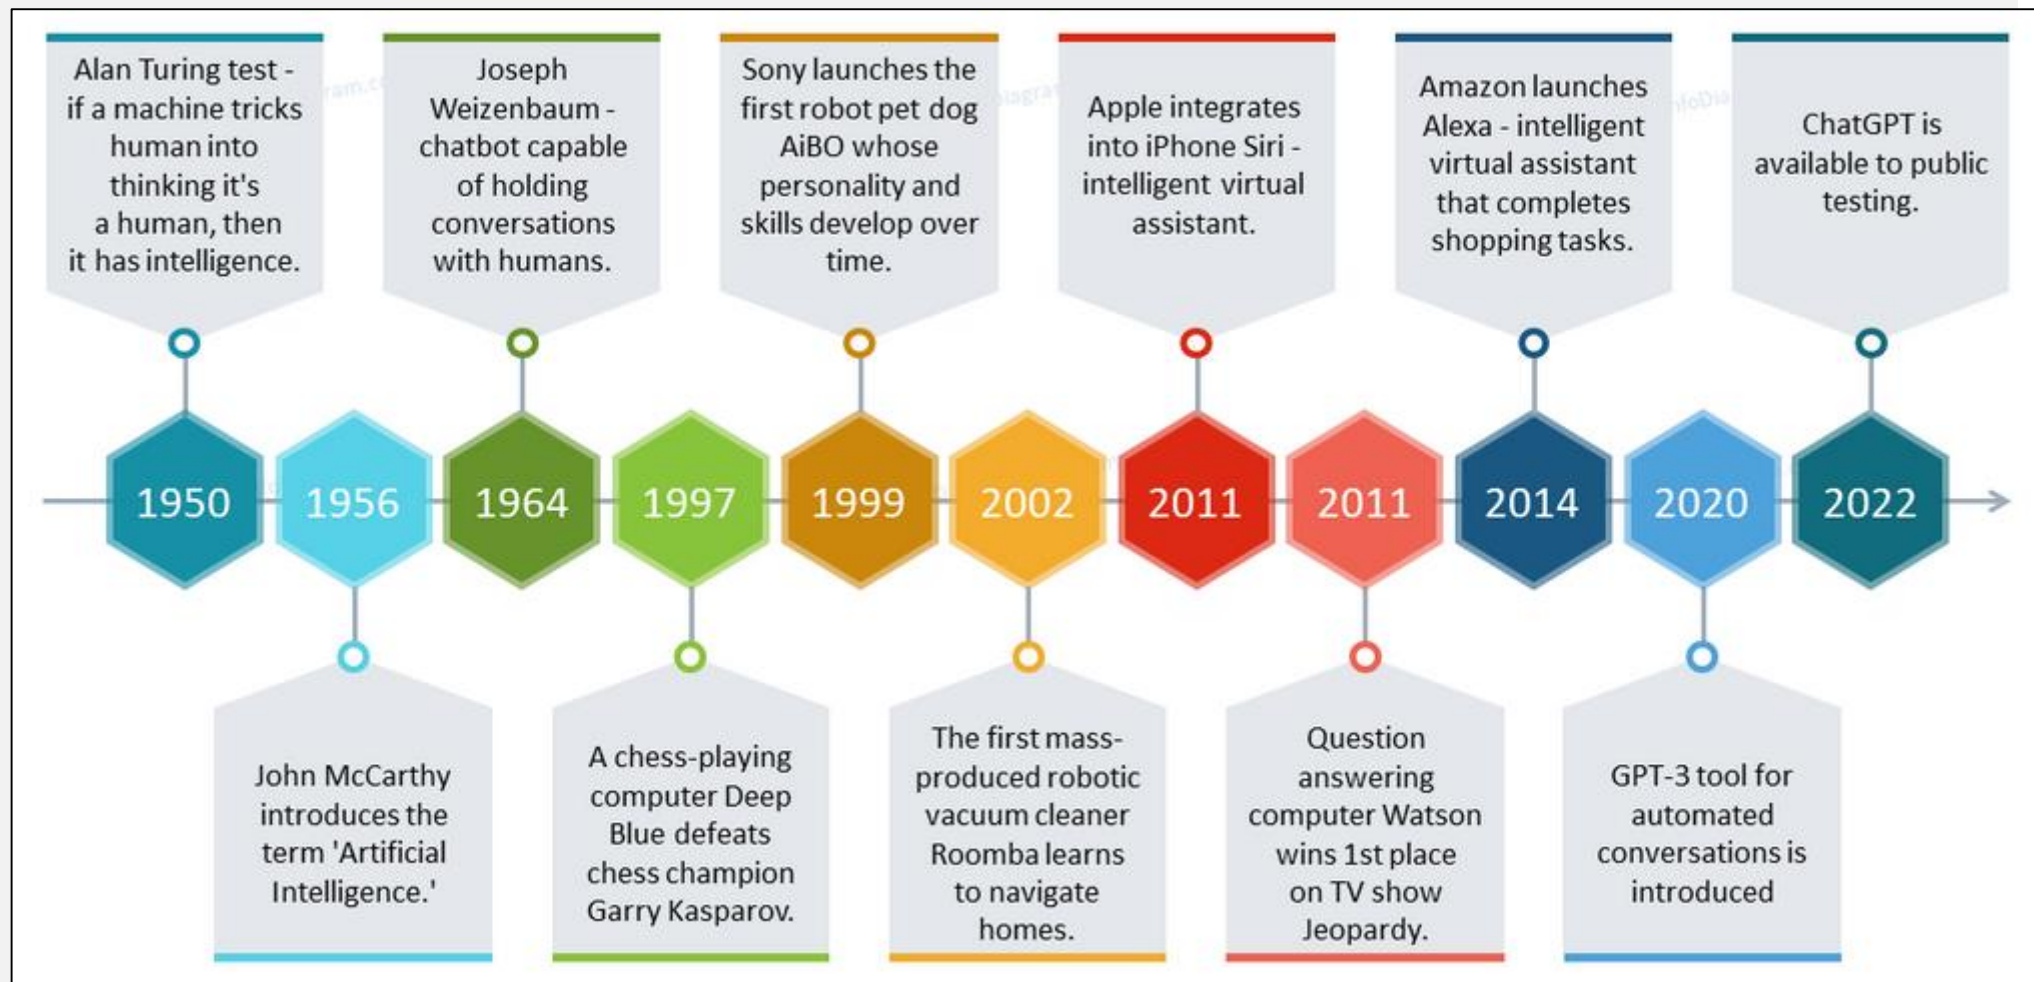 Alan Turing test -
if a machine tricks
human into
thinking it's
a human, then
it has intelligence.
Joseph
Weizenbaum -
chatbot capable
of holding
conversations
with humans.
Sony launches the
first robot pet dog
AiBO whose
personality and
skills develop over
time.
Apple integrates
into iPhone Siri -
intelligent virtual
assistant.
Amazon launches
Alexa - intelligent
virtual assistant
that completes
shopping tasks.
ChatGPT is
available to public
testing.
1950
1956
1964
1997
1999
2002
2011
2011
2014
2020
2022
John McCarthy
introduces the
term 'Artificial
Intelligence.'
A chess-playing
computer Deep
Blue defeats
chess champion
Garry Kasparov.
The first mass-
produced robotic
vacuum cleaner
Roomba learns
to navigate
homes.
Question
answering
computer Watson
wins 1st place
on TV show
Jeopardy.
GPT-3 tool for
automated
conversations is
introduced